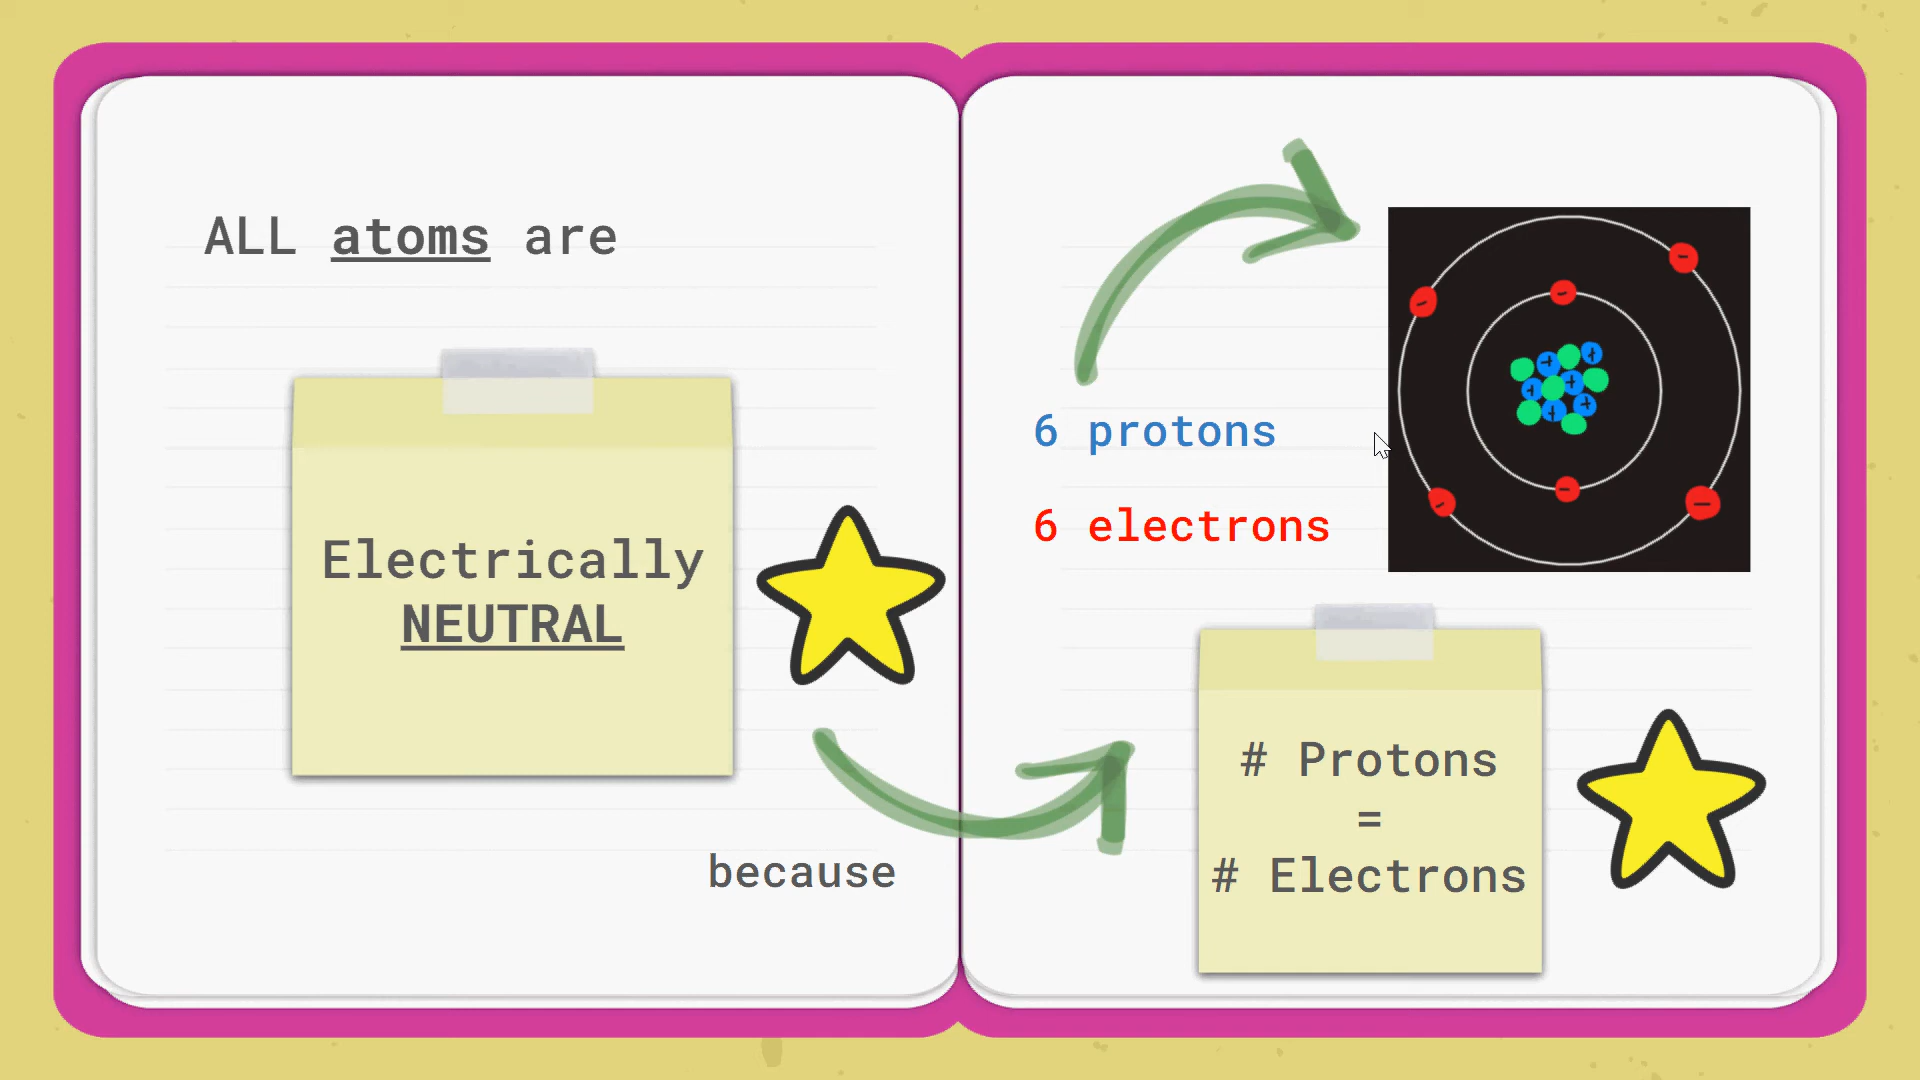 ALL atoms are
Electrically
NEUTRAL
because
6 protons
6 electrons
# Protons
=
# Electrons